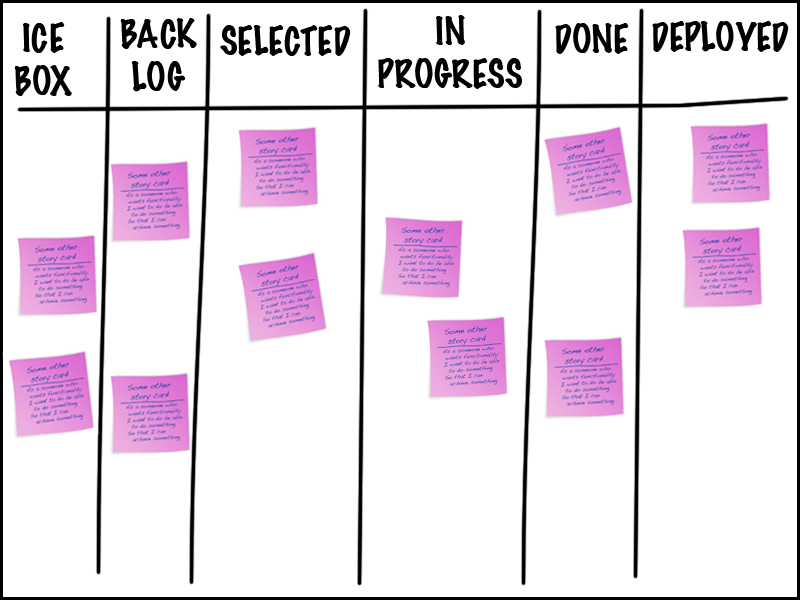 ICE
BOX
BACK
LOG
SELECTED
IN
PROGRESS
DONE
DEPLOYED
Some other
story card
As a someone who
wants functionality
I want to do be able
to do something
So that I can
achieve something
Some other
story card
As a someone who
wants functionality
I want to do be able
to do something
So that I can
achieve something
Some other
story card
As a someone who
wants functionality
I want to do be able
to do something
So that I can
achieve something
Some other
story card
As a someone who
wants functionality
I want to do be able
to do something
So that I can
achieve something
Some other
story card
As a someone who
wants functionality
I want to do be able
to do something
So that I can
achieve something
Some other
story card
As a someone who
wants functionality
I want to do be able
to do something
So that I can
achieve something
Some other
story card
As a someone who
wants functionality
I want to do be able
to do something
So that I can
achieve something
Some other
story card
As a someone who
wants functionality
I want to do be able
to do something
So that I can
achieve something
Some other
story card
As a someone who
wants functionality
I want to do be able
to do something
So that I can
achieve something
Some other
story card
As a someone who
wants functionality
I want to do be able
to do something
So that I can
achieve something
Some other
story card
As a someone who
wants functionality
I want to do be able
to do something
So that I can
achieve something
Some other
story card
As a someone who
wants functionality
I want to do be able
to do something
So that I can
achieve something